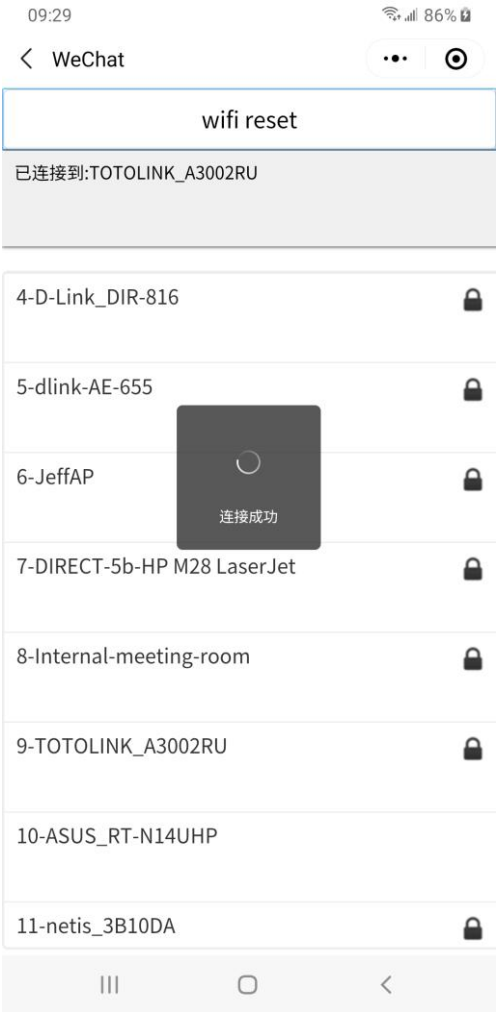 09:29
86%
WeChat
wifi reset
已连接到:TOTOLINK_A3002RU
4-D-Link_DIR-816
5-dlink-AE-655
6-JeffAP
连接成功
7-DIRECT-5b-HP M28 LaserJet
8-Internal-meeting-room
9-TOTOLINK_A3002RU
10-ASUS_RT-N14UHP
11-netis_3B10DA